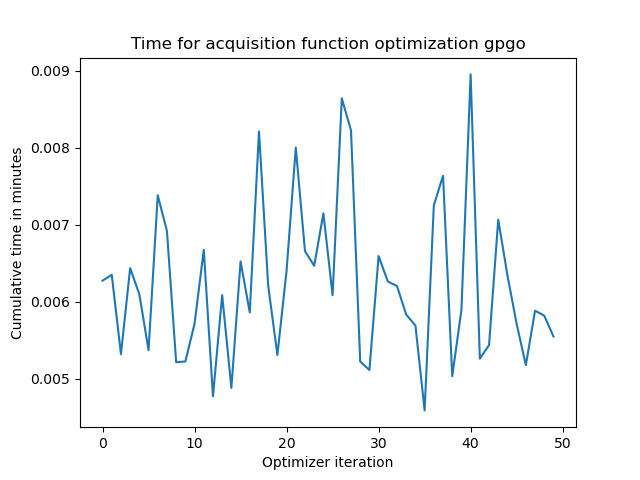 Time for acquisition function optimization gpgo
0.009
0.008
0.007
0.006
0.005
Cumulative time in minutes
0 10 20 30 40 50
Optimizer iteration